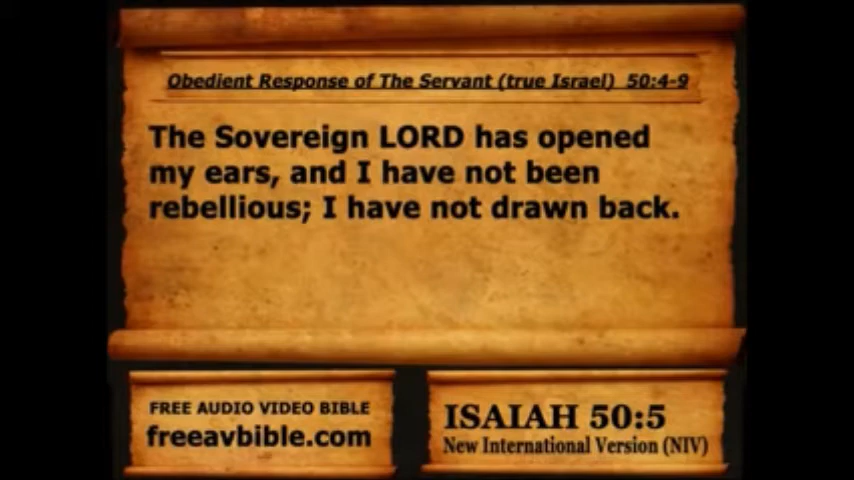 Obedient Response of The Servant (true Israel) 50:4-9
The Sovereign LORD has opened
my ears, and I have not been
rebellious; I have not drawn back.
FREE AUDIO VIDEO BIBLE
freeavbible.com
ISAIAH 50:5
New International Version (NIV)